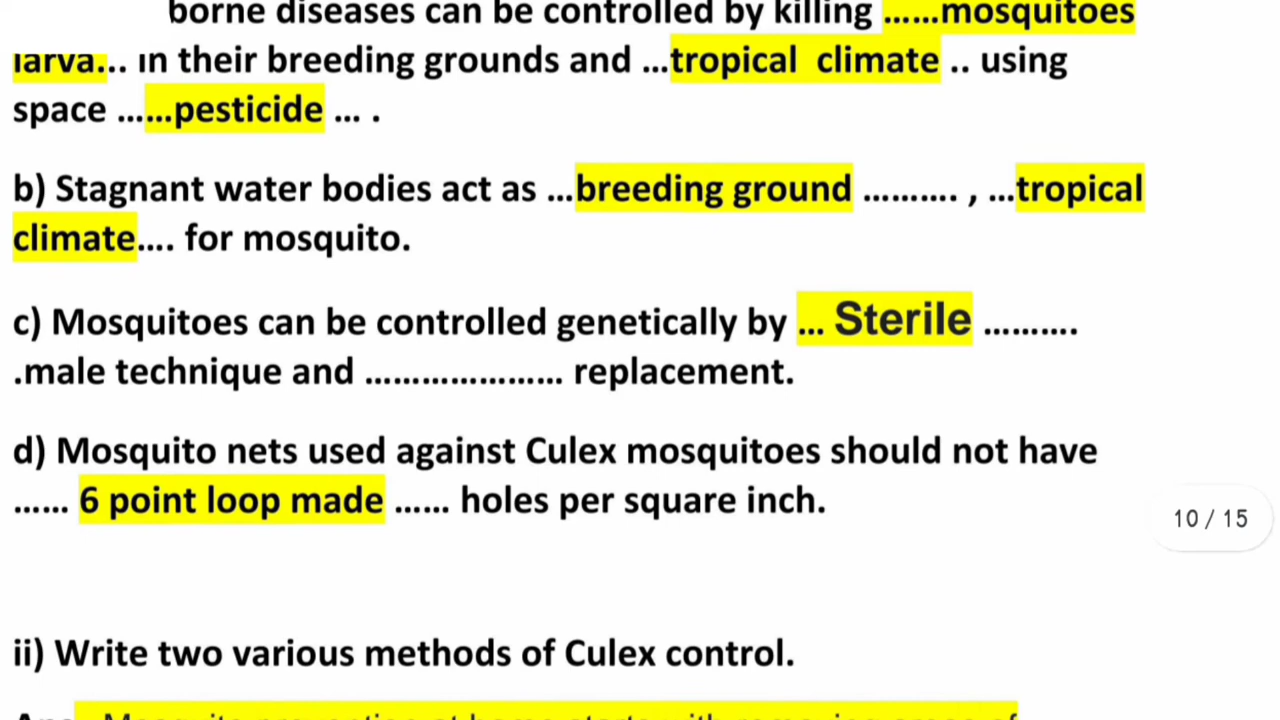 borne diseases can be controlled by killing ......mosquitoes
larva... in their breeding grounds and ...tropical climate .. using
space ......pesticide ... .
b) Stagnant water bodies act as ...breeding ground .......... , ...tropical
climate.... for mosquito.
c) Mosquitoes can be controlled genetically by ... Sterile ..........
.male technique and ..................... replacement.
d) Mosquito nets used against Culex mosquitoes should not have
...... 6 point loop made ...... holes per square inch.
10 / 15
ii) Write two various methods of Culex control.